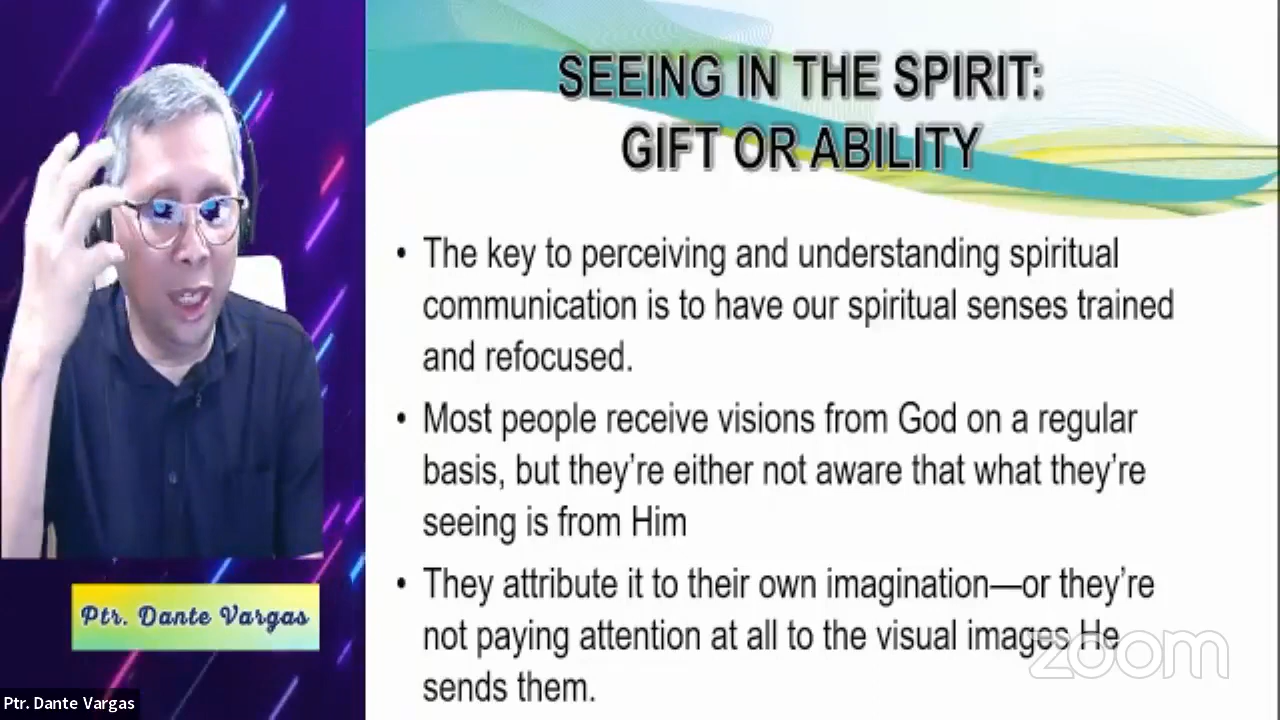 SEEING IN THE SPIRIT:
GIFT OR ABILITY
• The key to perceiving and understanding spiritual
communication is to have our spiritual senses trained
and refocused.
• Most people receive visions from God on a regular
basis, but they’re either not aware that what they’re
seeing is from Him
• They attribute it to their own imagination—or they’re
not paying attention at all to the visual images He
sends them.
zoom
Ptr. Dante Vargas
Ptr. Dante Vargas